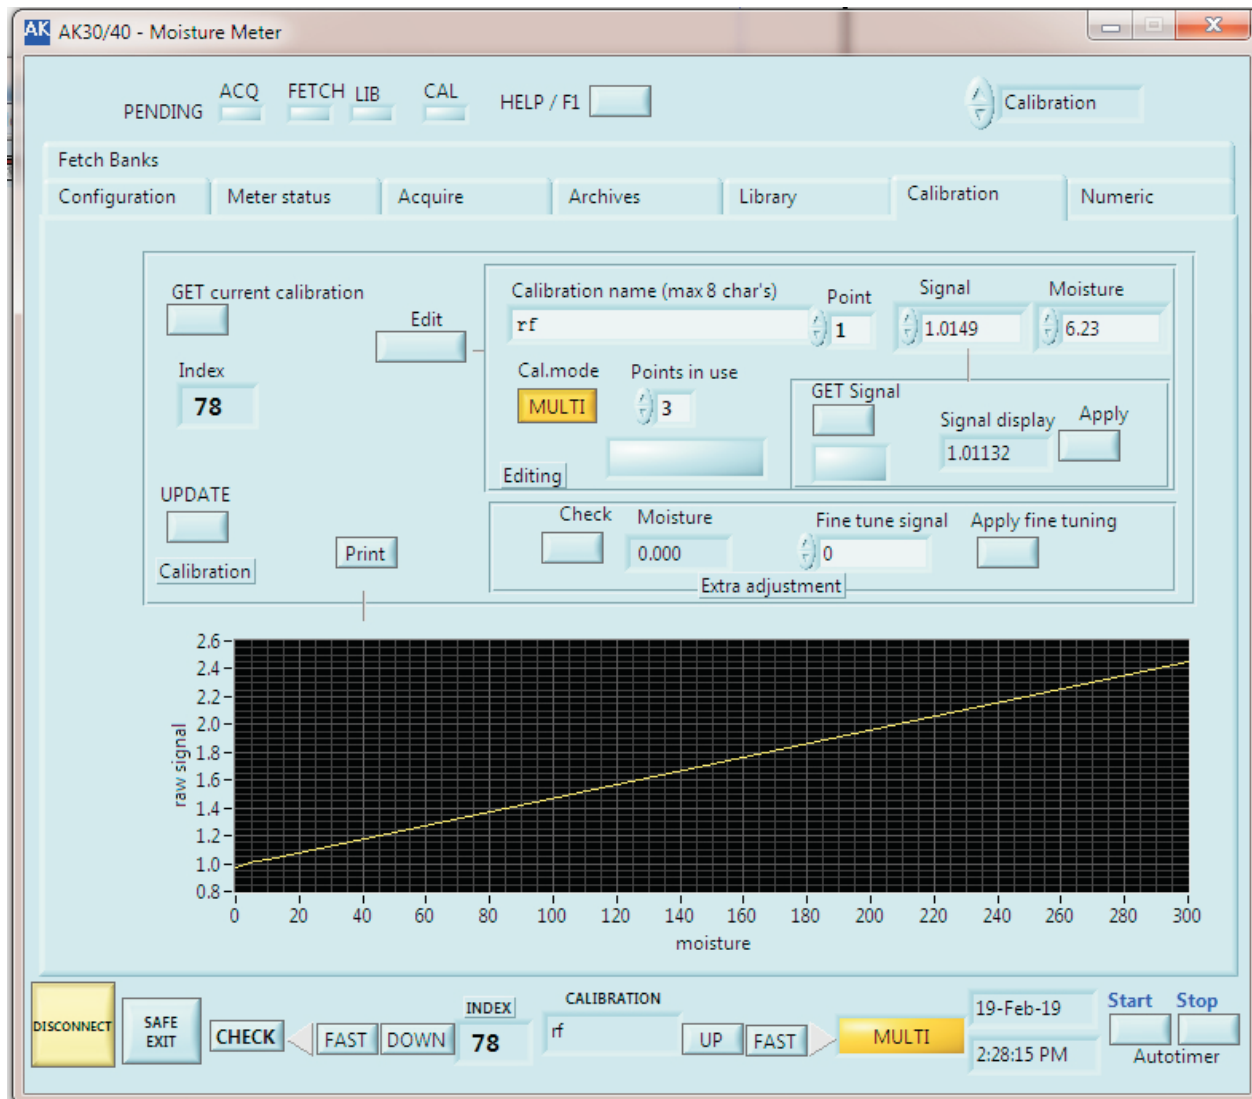 AK AK30/40 - Moisture Meter
PENDING ACQ FETCH LIB CAL HELP / F1 Calibration
Fetch Banks
Configuration Meter status Acquire Archives Library Calibration Numeric
GET current calibration
Edit
Index
78
UPDATE
Print
Calibration
Calibration name (max 8 char's) Point Signal Moisture
rf 1 1.0149 6.23
Cal.mode Points in use
MULTI 3
GET Signal
Signal display Apply
1.01132
Editing
Check Moisture Fine tune signal Apply fine tuning
0.000 0
Extra adjustment
2.6
2.4
2.2
2.0
1.8
1.6
1.4
1.2
1.0
0.8
raw signal
0 20 40 60 80 100 120 140 160 180 200 220 240 260 280 300
moisture
DISCONNECT
SAFE
EXIT
CHECK FAST DOWN
INDEX
78
CALIBRATION
rf
UP FAST
MULTI
19-Feb-19
2:28:15 PM
Start Stop
Autotimer